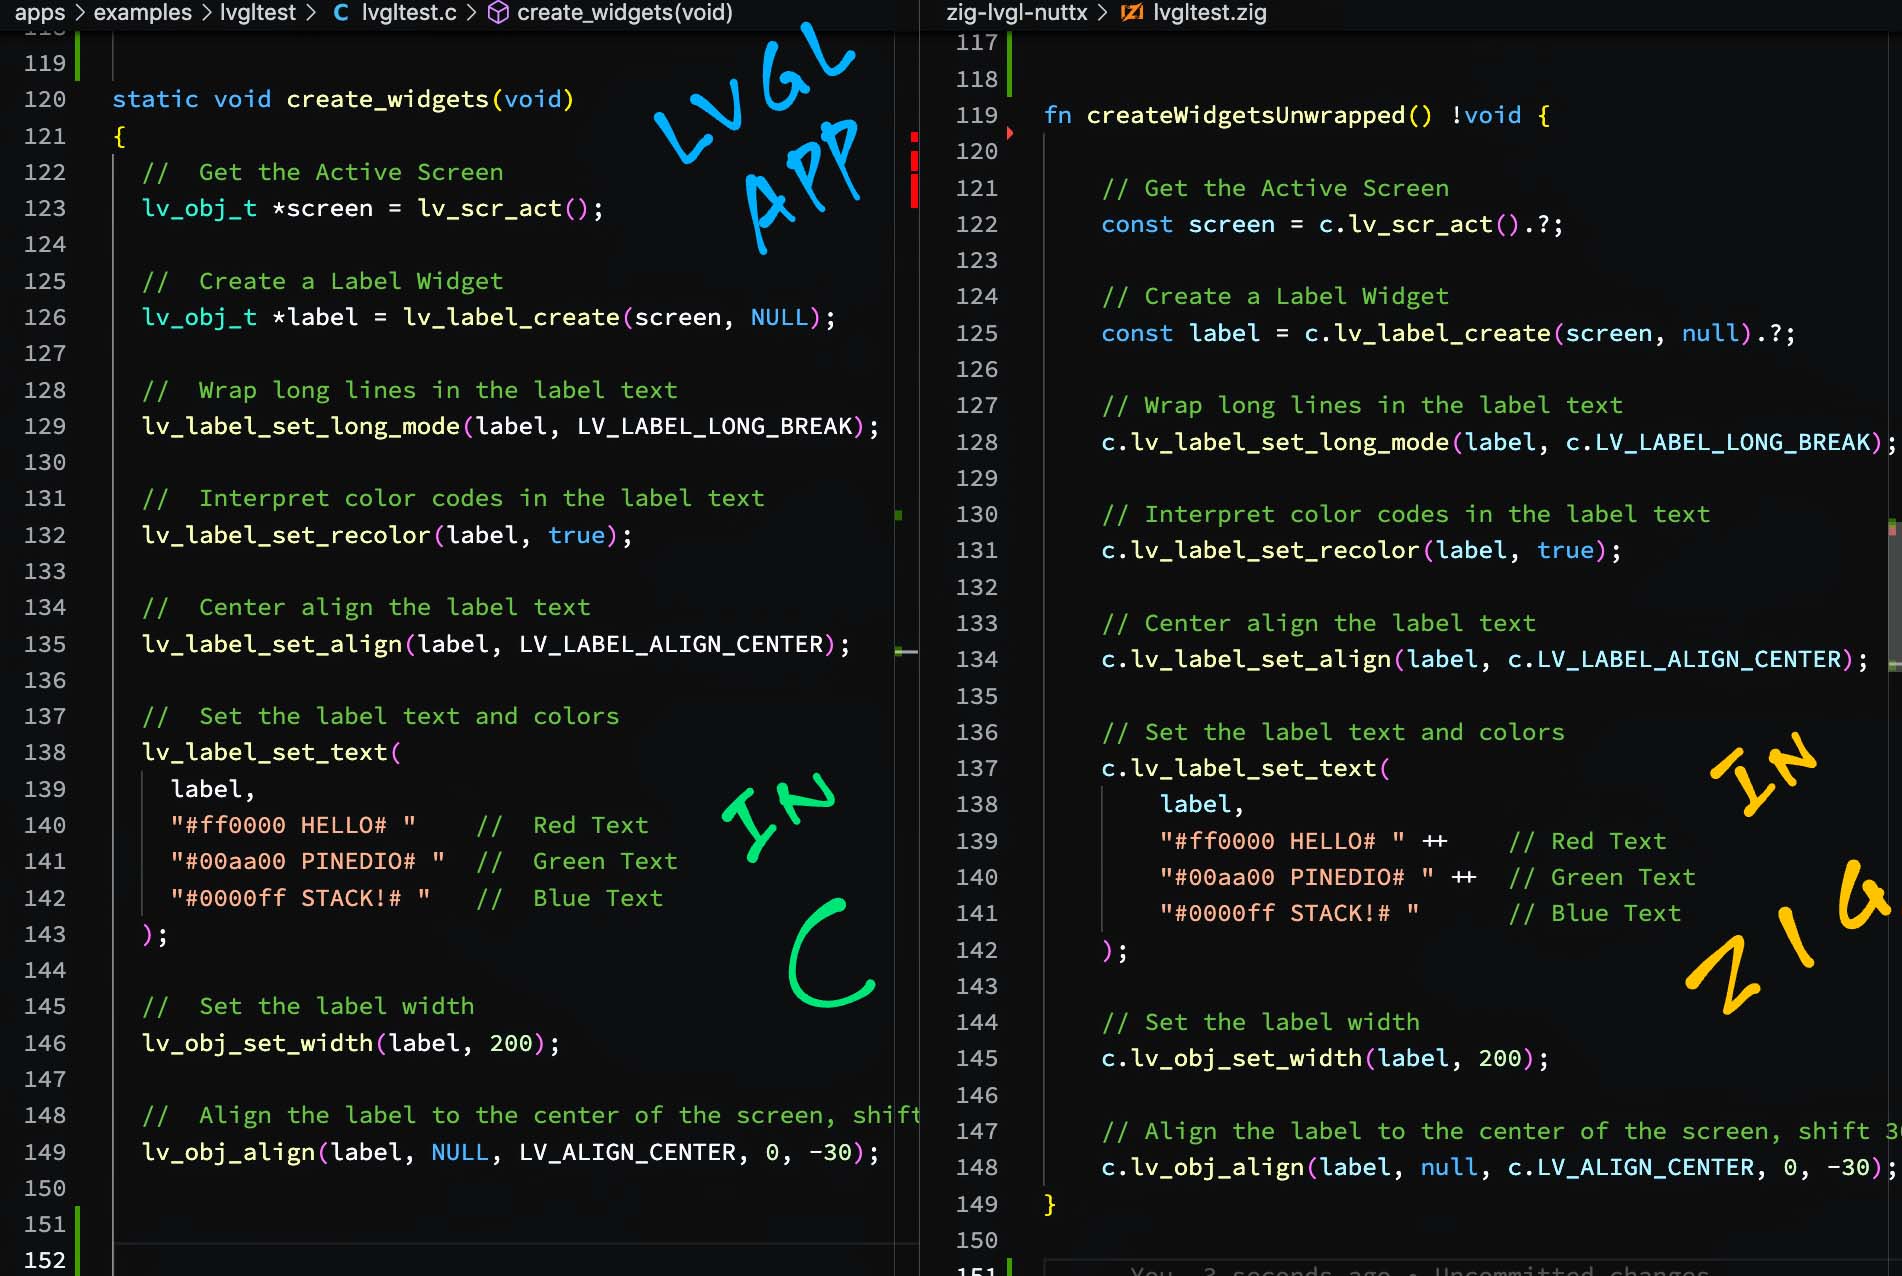 apps > examples > lvgltest > C lvgltest.c > create_widgets(void)
119
120 static void create_widgets(void)
121 {
122 // Get the Active Screen
123 lv_obj_t *screen = lv_scr_act();
124
125 // Create a Label Widget
126 lv_obj_t *label = lv_label_create(screen, NULL);
127
128 // Wrap long lines in the label text
129 lv_label_set_long_mode(label, LV_LABEL_LONG_BREAK);
130
131 // Interpret color codes in the label text
132 lv_label_set_recolor(label, true);
133
134 // Center align the label text
135 lv_label_set_align(label, LV_LABEL_ALIGN_CENTER);
136
137 // Set the label text and colors
138 lv_label_set_text(
139 label,
140 "#ff0000 HELLO# " // Red Text
141 "#00aa00 PINEDIO# " // Green Text
142 "#0000ff STACK!# " // Blue Text
143 );
144
145 // Set the label width
146 lv_obj_set_width(label, 200);
147
148 // Align the label to the center of the screen, shift
149 lv_obj_align(label, NULL, LV_ALIGN_CENTER, 0, -30);
150
151
152
LVGL
APP
IN
C
zig-lvgl-nuttx > lvgltest.zig
117
118
119 fn createWidgetsUnwrapped() !void {
120
121 // Get the Active Screen
122 const screen = c.lv_scr_act().?;
123
124 // Create a Label Widget
125 const label = c.lv_label_create(screen, null).?;
126
127 // Wrap long lines in the label text
128 c.lv_label_set_long_mode(label, c.LV_LABEL_LONG_BREAK);
129
130 // Interpret color codes in the label text
131 c.lv_label_set_recolor(label, true);
132
133 // Center align the label text
134 c.lv_label_set_align(label, c.LV_LABEL_ALIGN_CENTER);
135
136 // Set the label text and colors
137 c.lv_label_set_text(
138 label,
139 "#ff0000 HELLO# " ++ // Red Text
140 "#00aa00 PINEDIO# " ++ // Green Text
141 "#0000ff STACK!# " // Blue Text
142 );
143
144 // Set the label width
145 c.lv_obj_set_width(label, 200);
146
147 // Align the label to the center of the screen, shift 30
148 c.lv_obj_align(label, null, c.LV_ALIGN_CENTER, 0, -30);
149 }
150
151 You, 3 seconds ago • Uncommitted changes
IN
ZIG